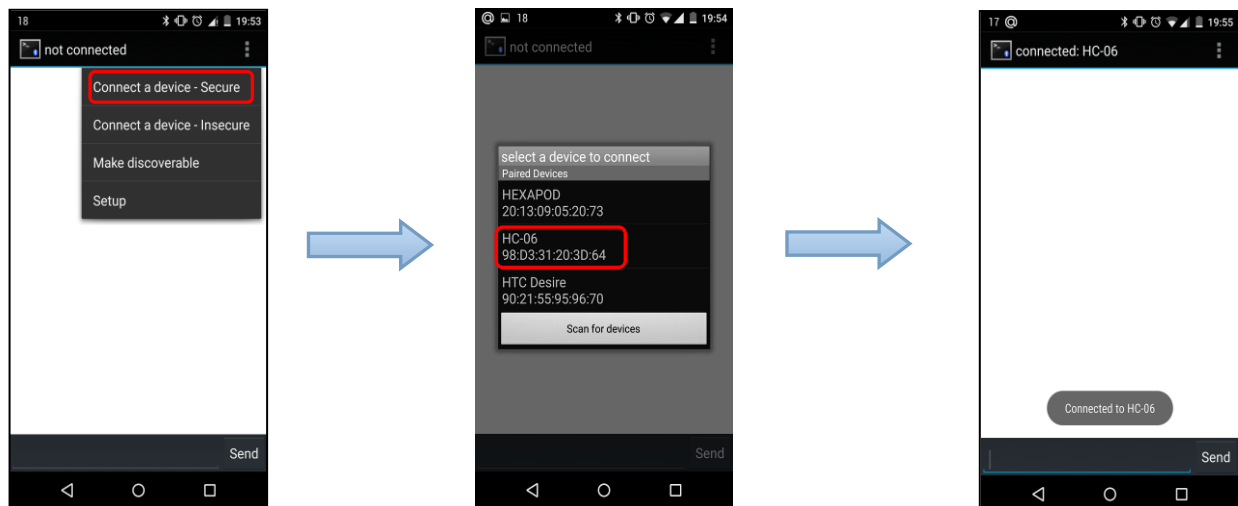 18
19:53
not connected
Connect a device - Secure
Connect a device - Insecure
Make discoverable
Setup
Send
18
19:54
not connected
select a device to connect
Paired Devices
HEXAPOD
20:13:09:05:20:73
HC-06
98:D3:31:20:3D:64
HTC Desire
90:21:55:95:96:70
Scan for devices
Send
17
19:55
connected: HC-06
Connected to HC-06
Send